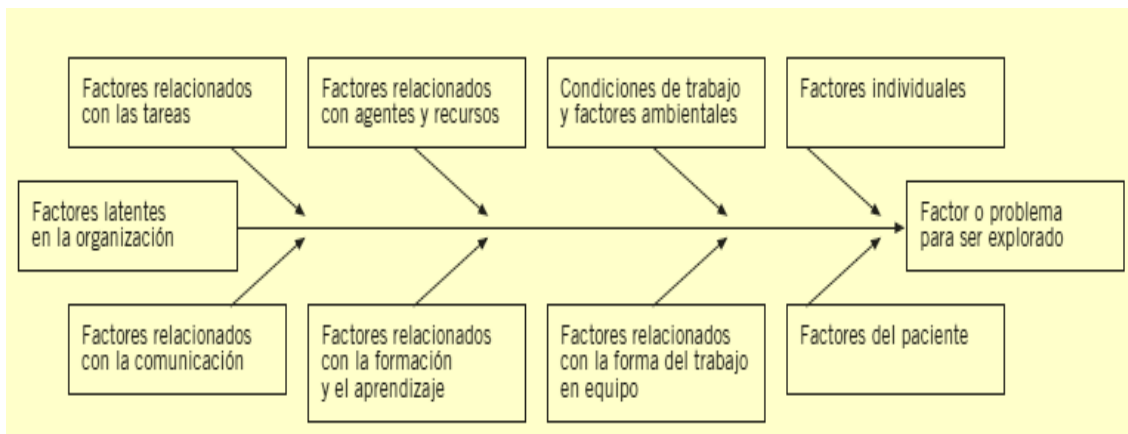 Factores relacionados
con las tareas
Factores relacionados
con agentes y recursos
Condiciones de trabajo
y factores ambientales
Factores individuales
Factores latentes
en la organización
Factor o problema
para ser explorado
Factores relacionados
con la comunicación
Factores relacionados
con la formación
y el aprendizaje
Factores relacionados
con la forma del trabajo
en equipo
Factores del paciente